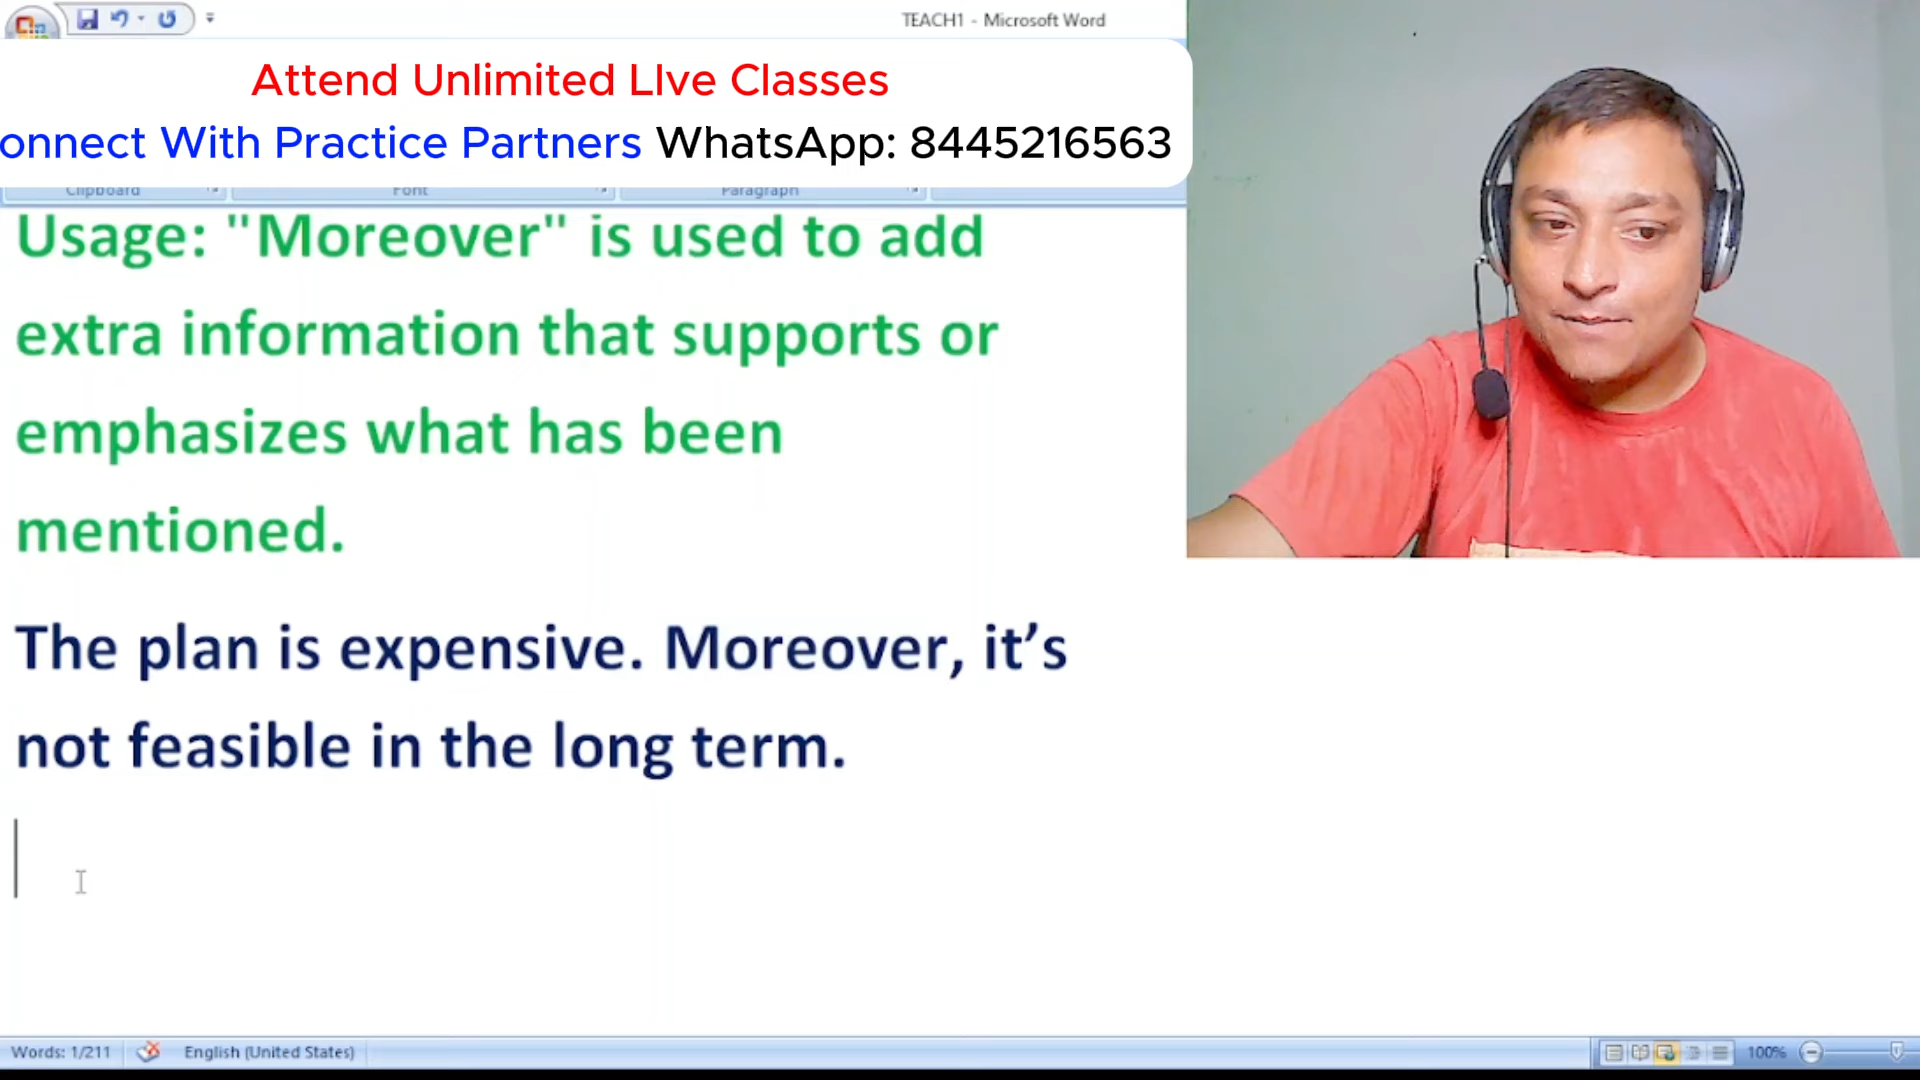 TEACH1 - Microsoft Word
Attend Unlimited LIve Classes
onnect With Practice Partners WhatsApp: 8445216563
Clipboard Font Paragraph
Usage: "Moreover" is used to add
extra information that supports or
emphasizes what has been
mentioned.
The plan is expensive. Moreover, it’s
not feasible in the long term.
Words: 1/211 English (United States) 100%